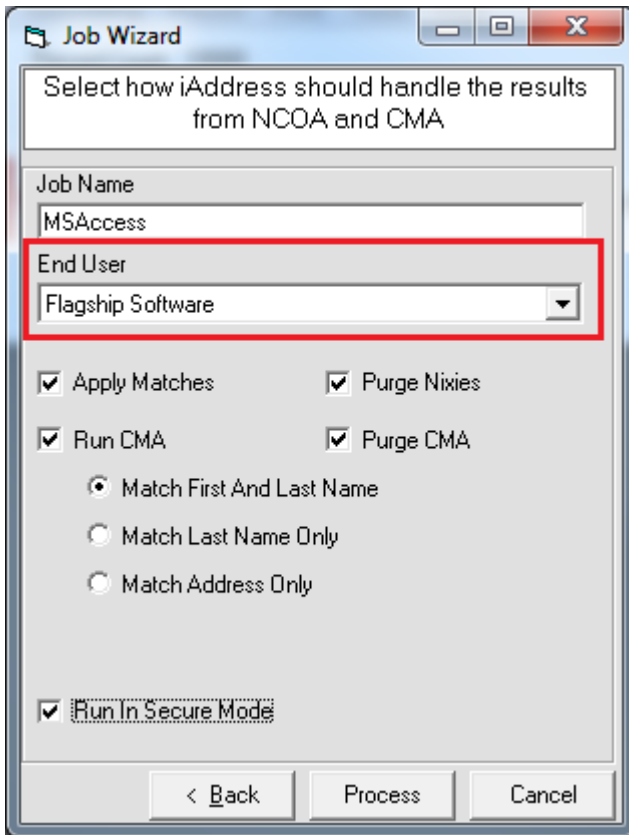 Job Wizard
Select how iAddress should handle the results
from NCOA and CMA
Job Name
MSAccess
End User
Flagship Software
Apply Matches
Purge Nixies
Run CMA
Purge CMA
Match First And Last Name
Match Last Name Only
Match Address Only
Run In Secure Mode
< Back
Process
Cancel